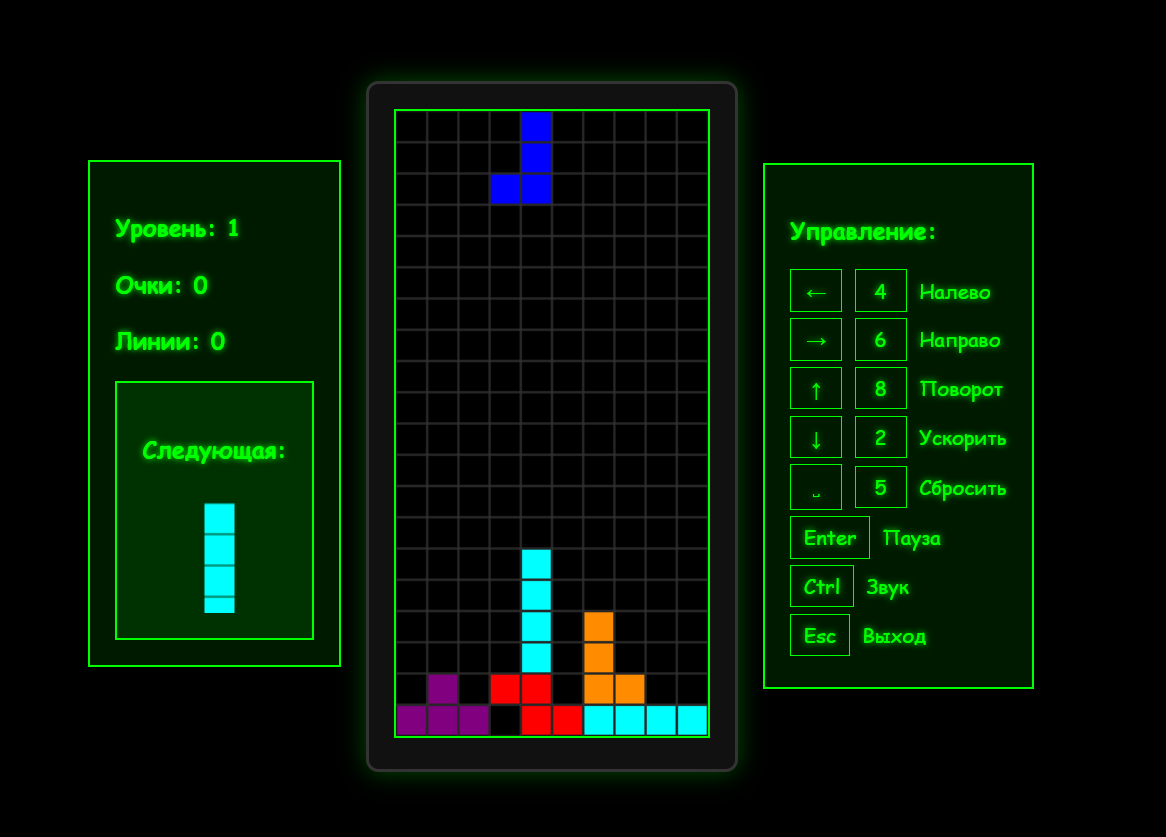 Уровень: 1
Очки: 0
Линии: 0
Следующая:
Управление:
← 4 Налево
→ 6 Направо
↑ 8 Поворот
↓ 2 Ускорить
⎵ 5 Сбросить
Enter Пауза
Ctrl Звук
Esc Выход